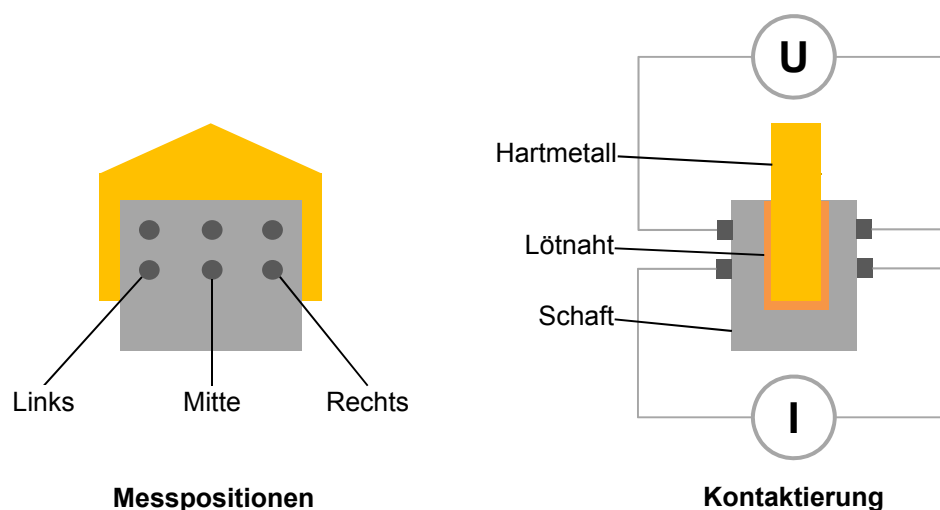 U
Hartmetall
Lötnaht
Schaft
Links
Mitte
Rechts
I
Messpositionen
Kontaktierung